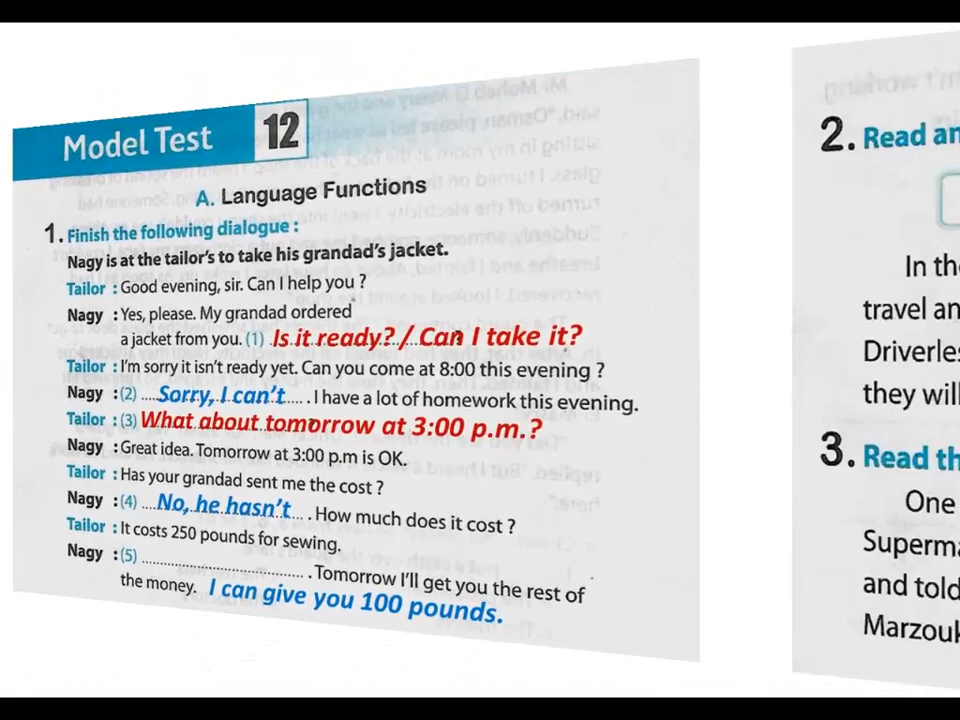 Model Test 12
A. Language Functions
1. Finish the following dialogue :
Nagy is at the tailor's to take his grandad's jacket.
Tailor : Good evening, sir. Can I help you ?
Nagy : Yes, please. My grandad ordered
a jacket from you. (1) Is it ready? / Can I take it?
Tailor : I'm sorry it isn't ready yet. Can you come at 8:00 this evening ?
Nagy : (2) ....Sorry, I can't.... . I have a lot of homework this evening.
Tailor : (3) What about tomorrow at 3:00 p.m.?
Nagy : Great idea. Tomorrow at 3:00 p.m is OK.
Tailor : Has your grandad sent me the cost ?
Nagy : (4) ....No, he hasn't.... . How much does it cost ?
Tailor : It costs 250 pounds for sewing.
Nagy : (5) .................................... . Tomorrow I'll get you the rest of
the money. I can give you 100 pounds.
2. Read an
In the
travel an
Driverles
they will
3. Read th
One
Superma
and told
Marzouk